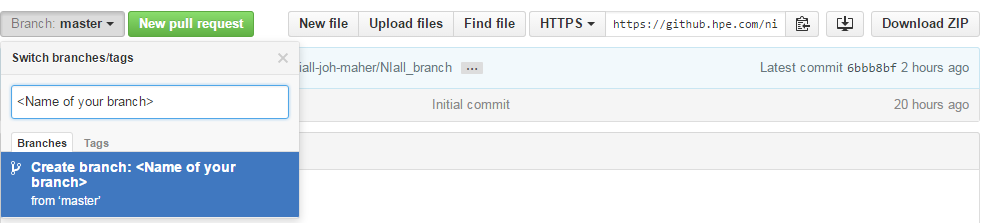 Branch: master New pull request New file Upload files Find file HTTPS https://github.hpe.com/ni Download ZIP
Switch branches/tags
iall-joh-maher/NIall_branch … Latest commit 6bbb8bf 2 hours ago
<Name of your branch>
Initial commit 20 hours ago
Branches Tags
Create branch: <Name of your
branch>
from 'master'